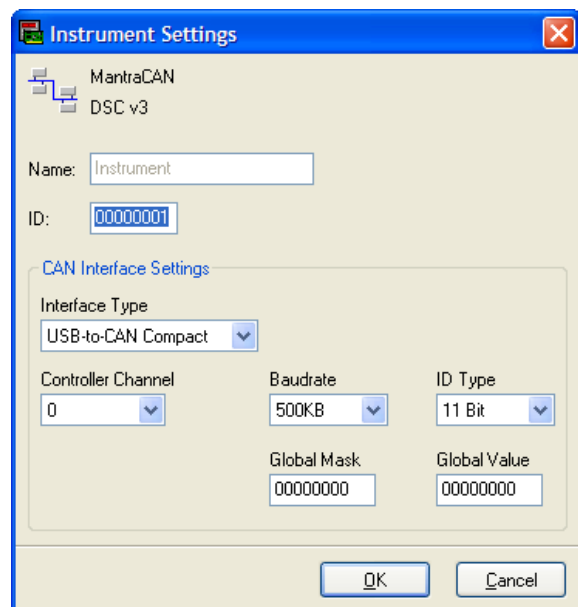 Instrument Settings
MantraCAN
DSC v3
Name: Instrument
ID: 00000001
CAN Interface Settings
Interface Type
USB-to-CAN Compact
Controller Channel Baudrate ID Type
0 500KB 11 Bit
Global Mask Global Value
00000000 00000000
OK Cancel